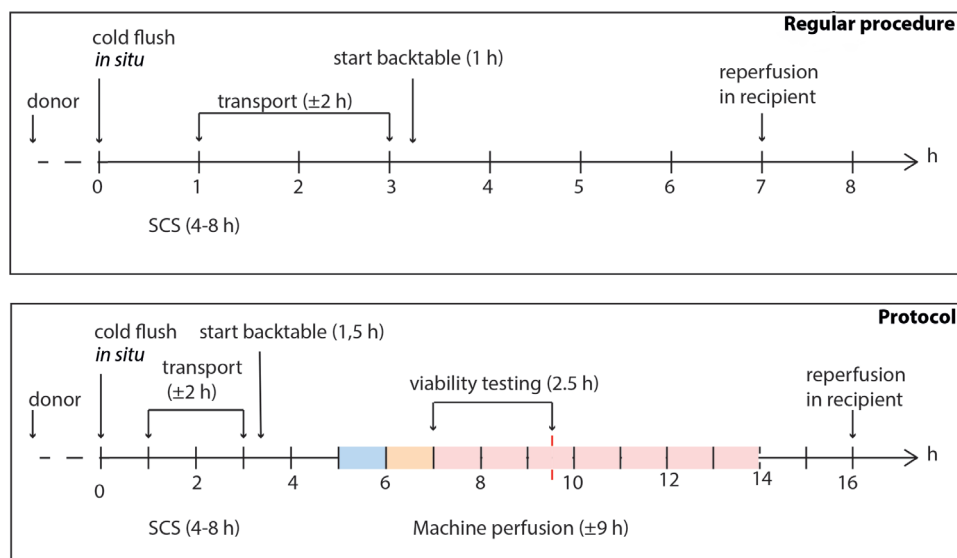 Regular procedure
cold flush
in situ
start backtable (1 h)
reperfusion
in recipient
donor
transport (±2 h)
h
0 1 2 3 4 5 6 7 8
SCS (4-8 h)
Protocol
cold flush
in situ
start backtable (1,5 h)
transport
(±2 h)
viability testing (2.5 h)
reperfusion
in recipient
donor
h
0 2 4 6 8 10 12 14 16
SCS (4-8 h)
Machine perfusion (±9 h)